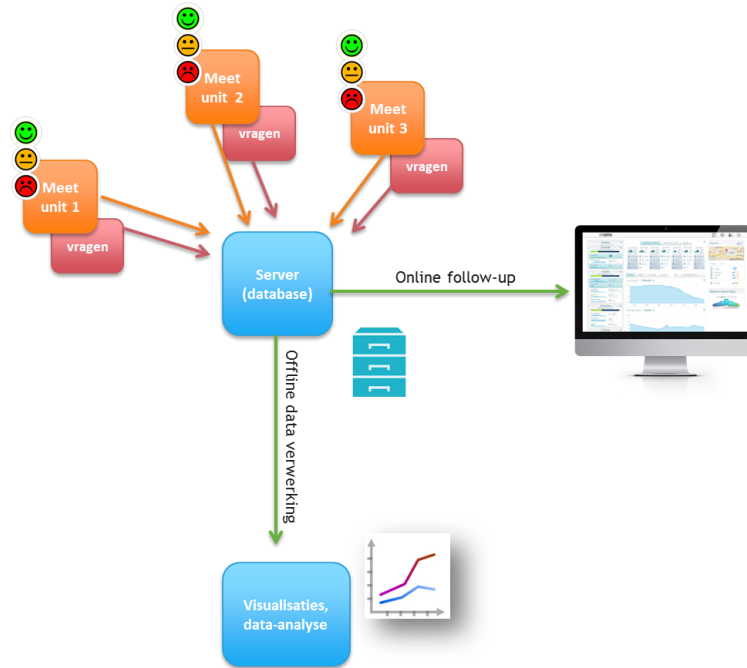 Meet
unit 2
vragen
Meet
unit 3
vragen
Meet
unit 1
vragen
Server
(database)
Online follow-up
Offline data verwerking
Visualisaties,
data-analyse